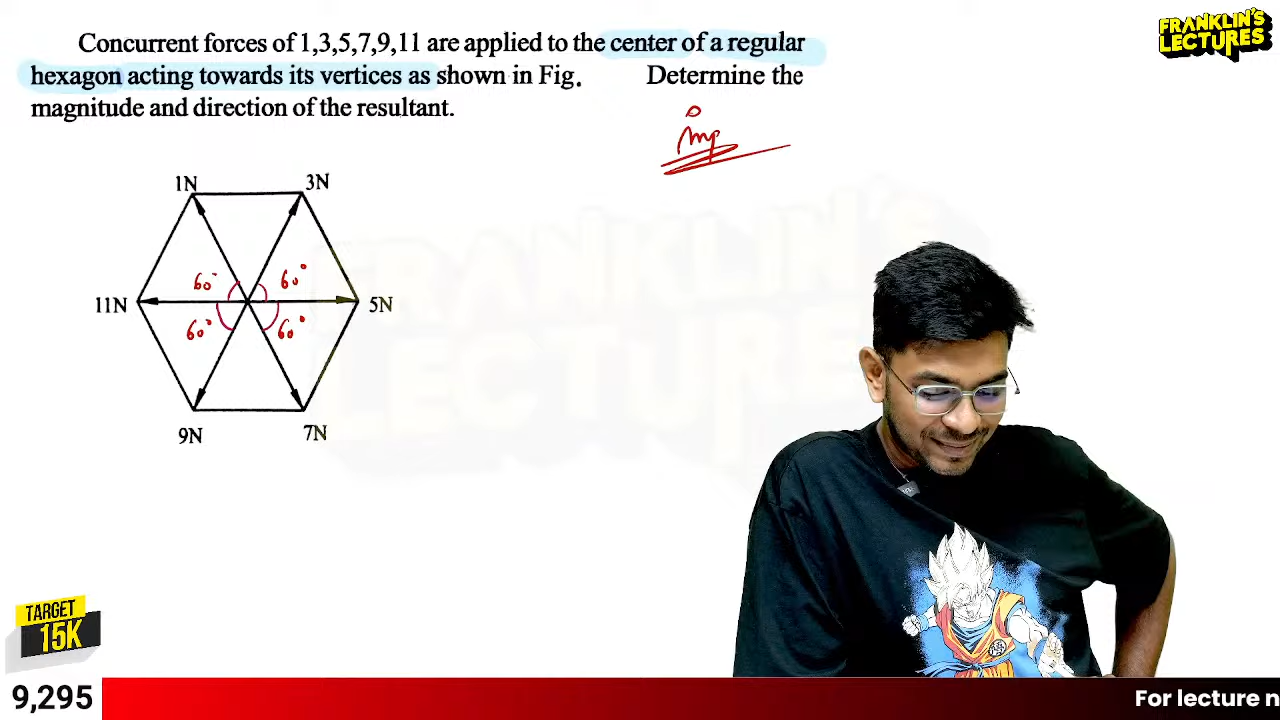 Concurrent forces of 1,3,5,7,9,11 are applied to the center of a regular
hexagon acting towards its vertices as shown in Fig. Determine the
magnitude and direction of the resultant.
imp
FRANKLIN'S
LECTURES
1N
3N
60°
60°
11N
5N
60°
60°
9N
7N
FRANKLIN'S
LECTURES
TARGET
15K
9,295
For lecture n